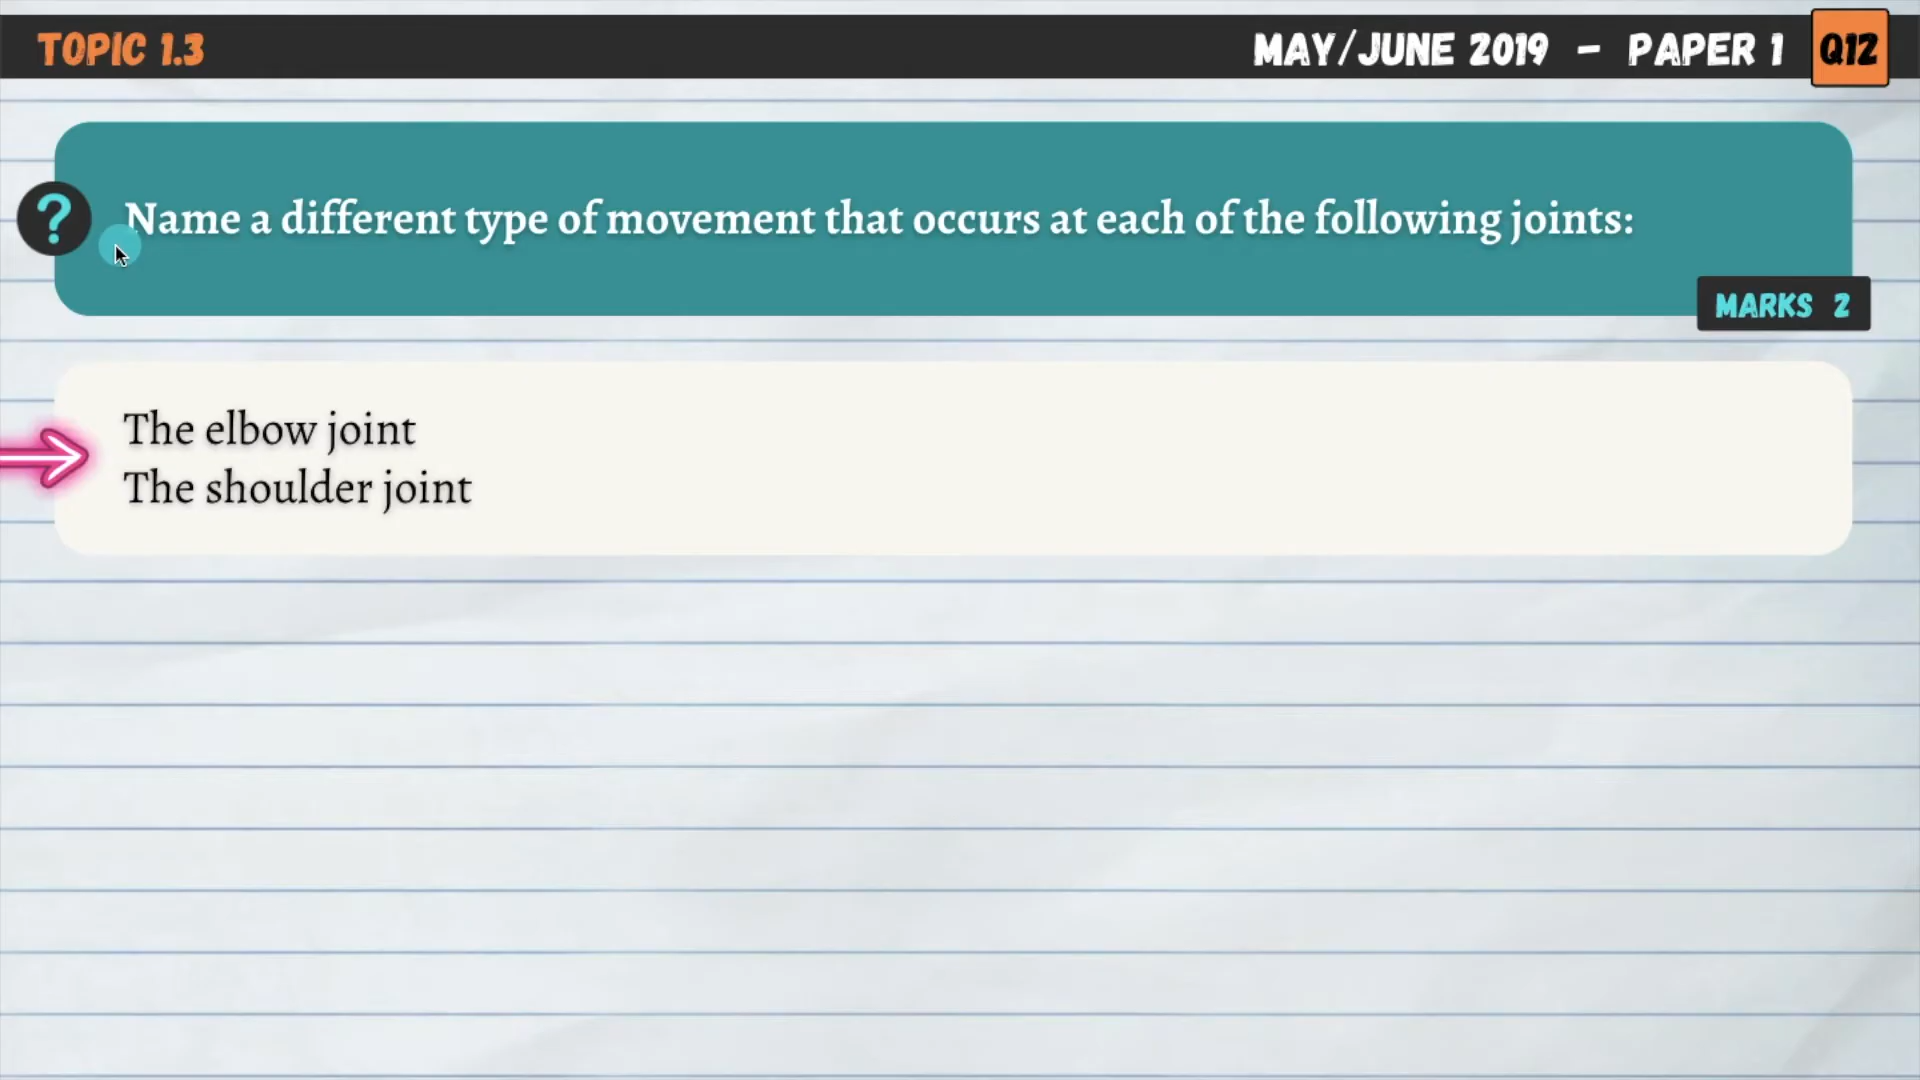 TOPIC 1.3
MAY/JUNE 2019 - PAPER 1
Q12
?
Name a different type of movement that occurs at each of the following joints:
MARKS 2
The elbow joint
The shoulder joint